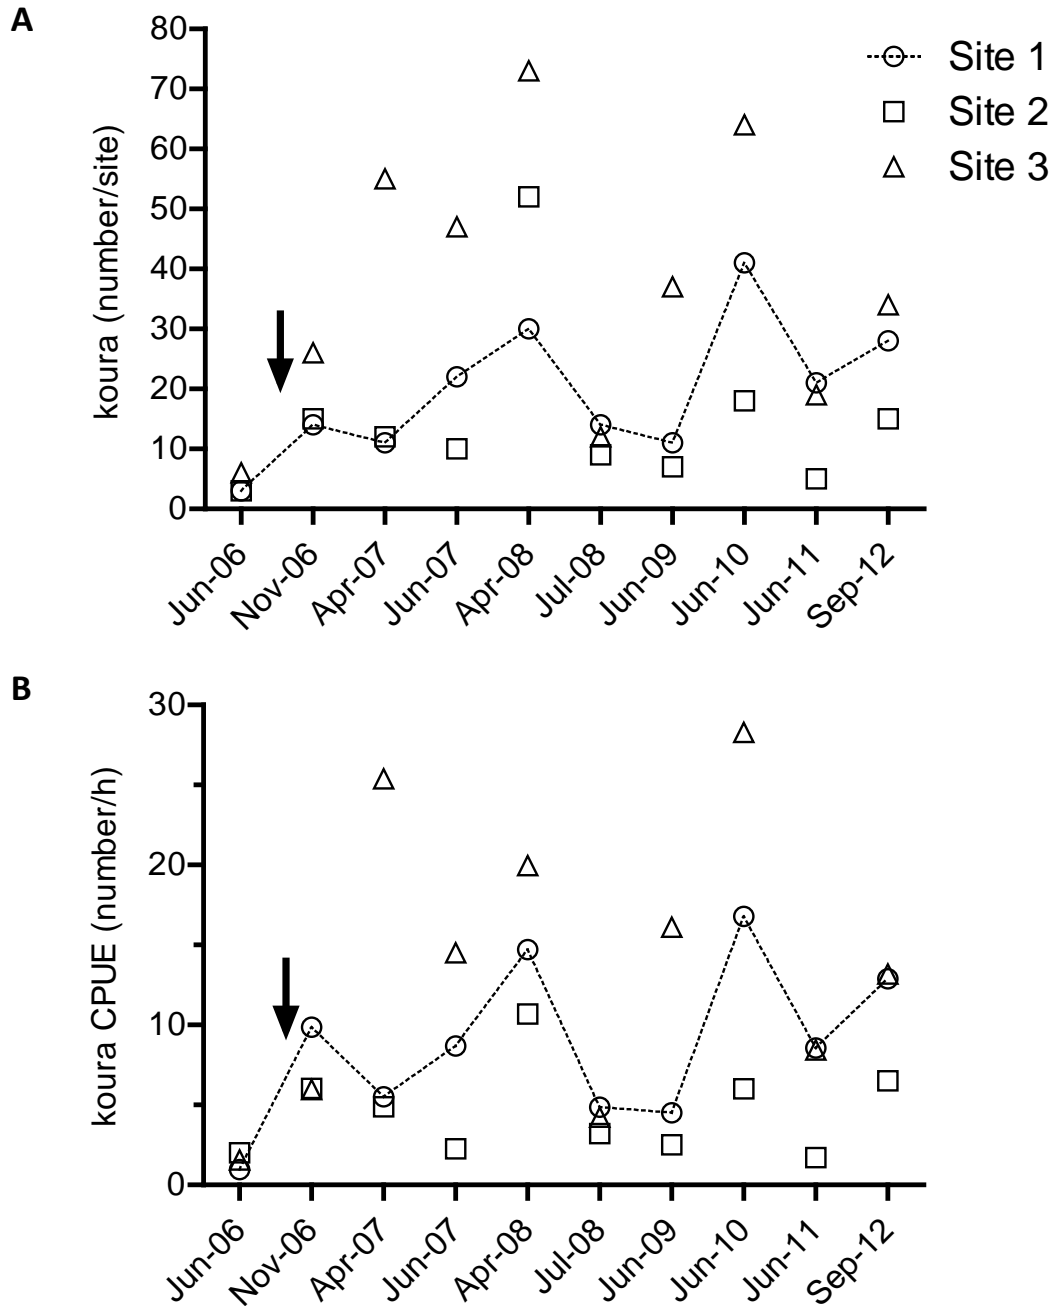 A
koura (number/site)
80
70
60
50
40
30
20
10
0
Site 1
Site 2
Site 3
Jun-06
Nov-06
Apr-07
Jun-07
Apr-08
Jul-08
Jun-09
Jun-10
Jun-11
Sep-12
B
koura CPUE (number/h)
30
20
10
0
Jun-06
Nov-06
Apr-07
Jun-07
Apr-08
Jul-08
Jun-09
Jun-10
Jun-11
Sep-12